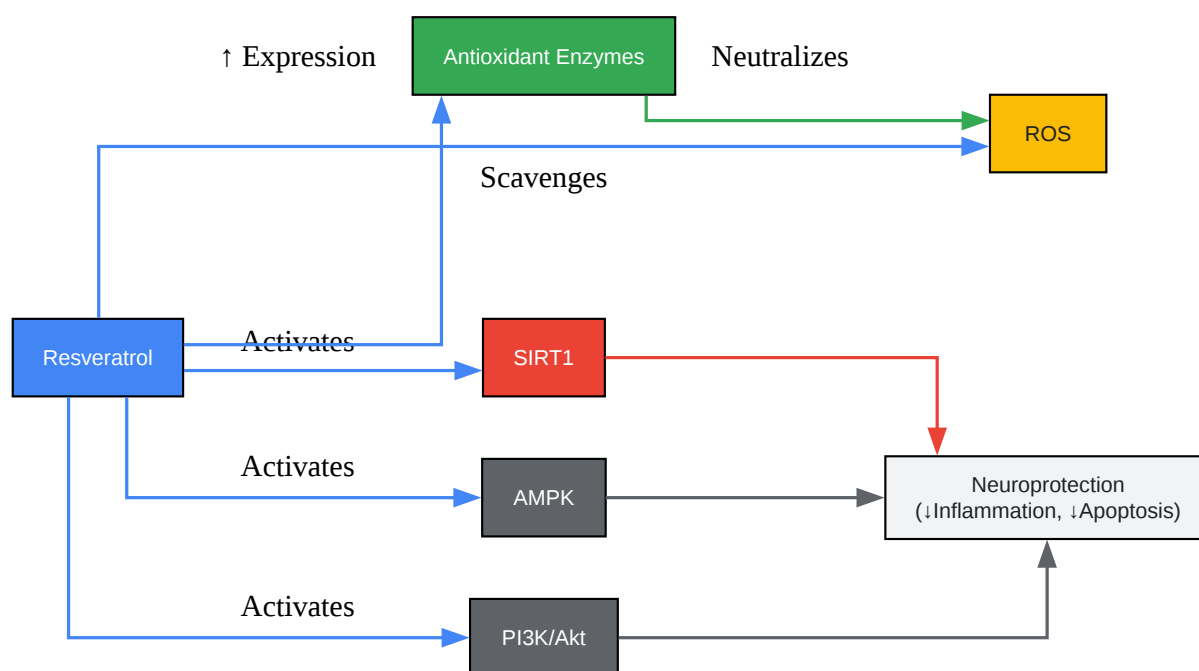 ↑ Expression
Antioxidant Enzymes
Neutralizes
ROS
Scavenges
Resveratrol
Activates
SIRT1
Activates
AMPK
Neuroprotection
(↓Inflammation, ↓Apoptosis)
Activates
PI3K/Akt